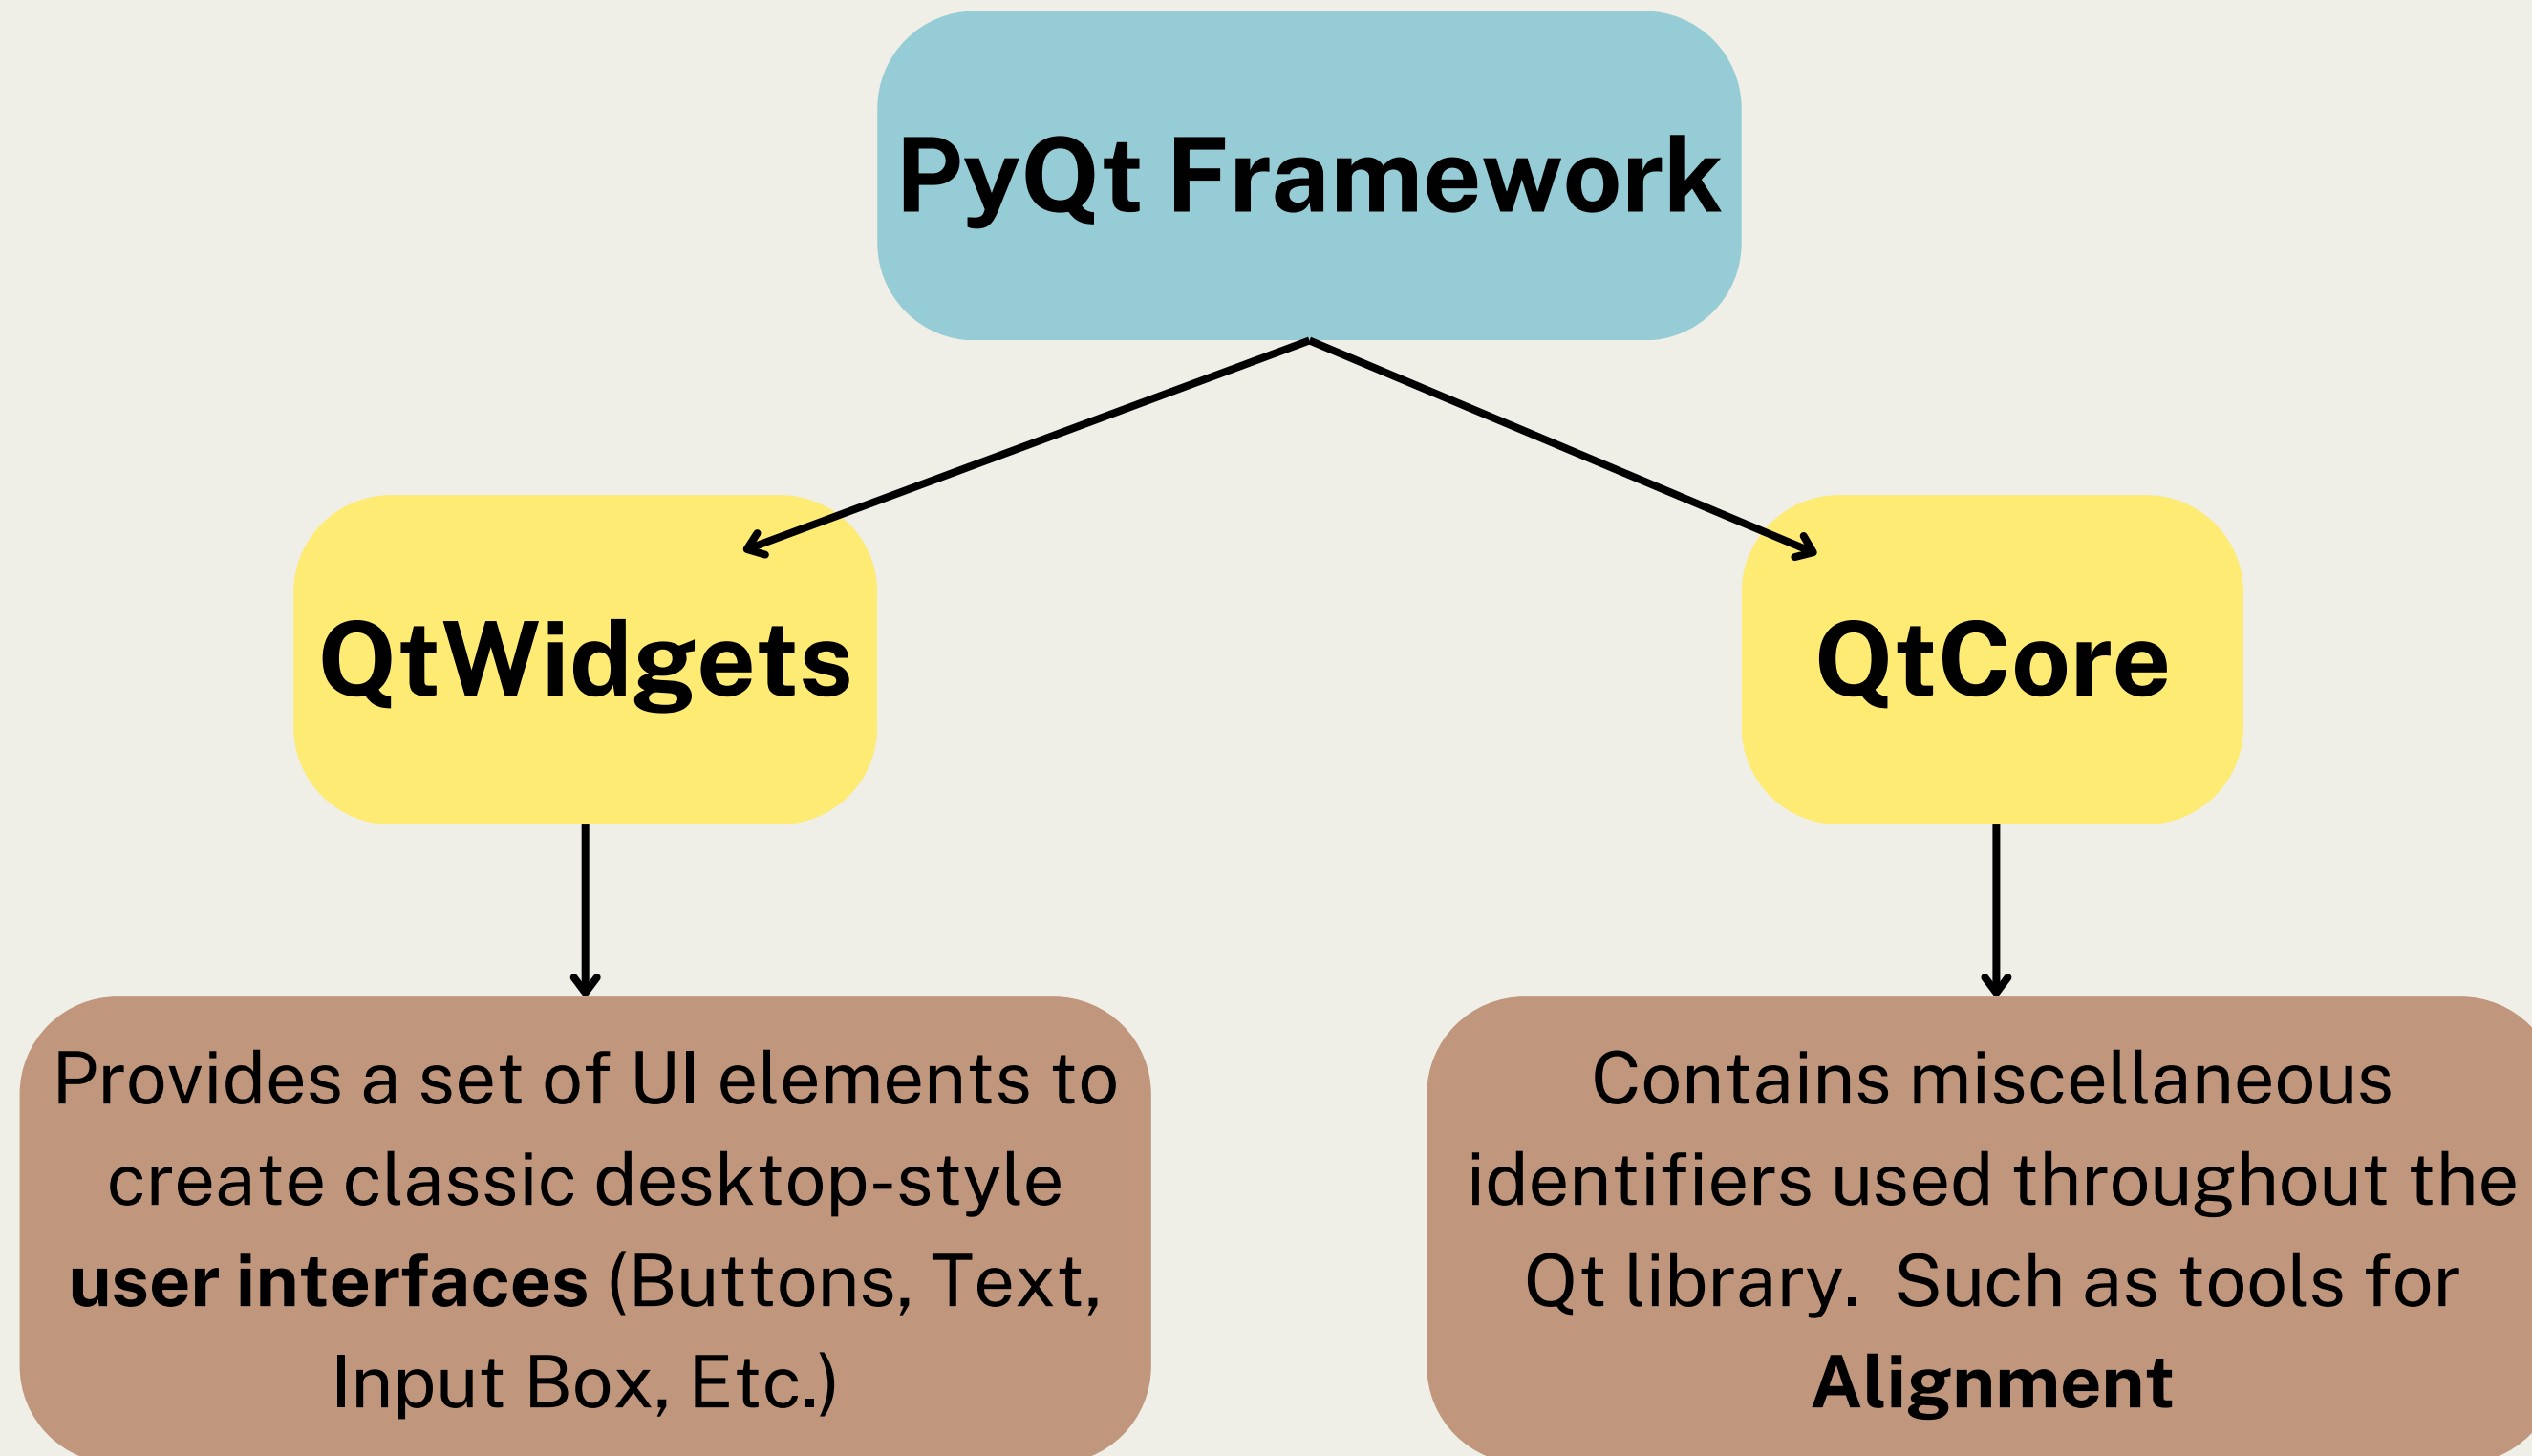 PyQt Framework
QtWidgets
QtCore
Provides a set of UI elements to
create classic desktop-style
user interfaces (Buttons, Text,
Input Box, Etc.)
Contains miscellaneous
identifiers used throughout the
Qt library.  Such as tools for
Alignment